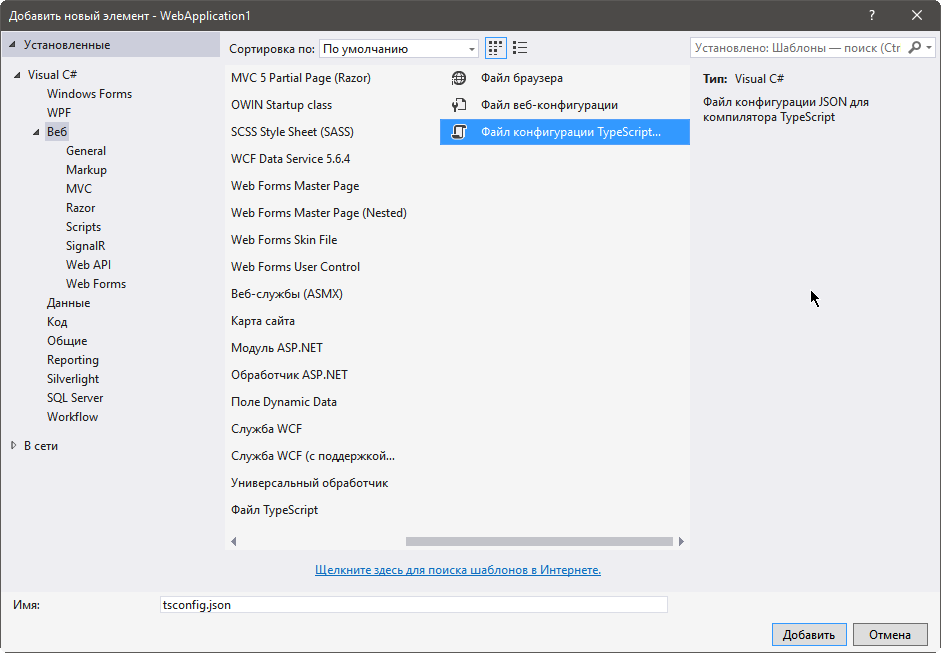 Добавить новый элемент - WebApplication1
?
Установленные
Сортировка по:
По умолчанию
Установлено: Шаблоны — поиск (Ctr
Visual C#
Windows Forms
WPF
Веб
General
Markup
MVC
Razor
Scripts
SignalR
Web API
Web Forms
Данные
Код
Общие
Reporting
Silverlight
SQL Server
Workflow
В сети
MVC 5 Partial Page (Razor)
OWIN Startup class
SCSS Style Sheet (SASS)
WCF Data Service 5.6.4
Web Forms Master Page
Web Forms Master Page (Nested)
Web Forms Skin File
Web Forms User Control
Веб-службы (ASMX)
Карта сайта
Модуль ASP.NET
Обработчик ASP.NET
Поле Dynamic Data
Служба WCF
Служба WCF (с поддержкой...
Универсальный обработчик
Файл TypeScript
Файл браузера
Файл веб-конфигурации
Файл конфигурации TypeScript...
Тип: Visual C#
Файл конфигурации JSON для
компилятора TypeScript
Щелкните здесь для поиска шаблонов в Интернете.
Имя:
tsconfig.json
Добавить
Отмена